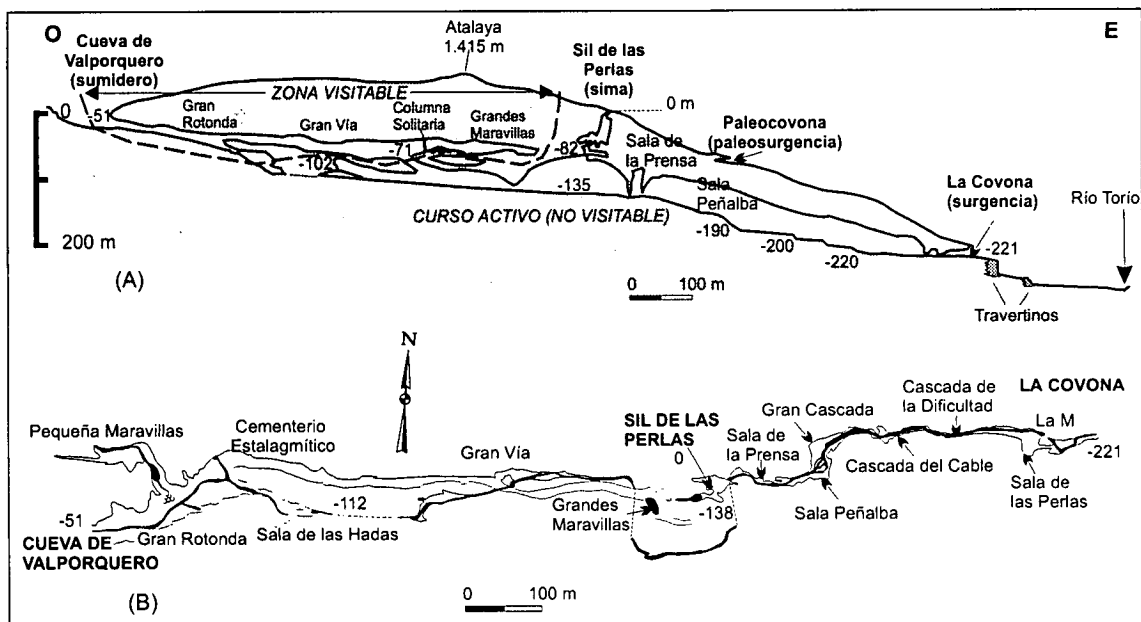 O
E
Cueva de
Valporquero
(sumidero)
Atalaya
1.415 m
Sil de las
Perlas
(sima)
ZONA VISITABLE
0
-51
0 m
Gran
Rotonda
Gran Vía
Columna
Solitaria
Grandes
Maravillas
-102
-71
-82
Sala de
la Prensa
Paleocovona
(paleosurgencia)
-135
Sala
Peñalba
La Covona
(surgencia)
Río Torío
CURSO ACTIVO (NO VISITABLE)
-190
-200
-220
-221
200 m
(A)
0 100 m
Travertinos
N
Pequeña Maravillas
Cementerio
Estalagmítico
Gran Vía
SIL DE LAS
PERLAS
0
Sala de
la Prensa
Gran Cascada
Cascada de
la Dificultad
LA COVONA
La M
-221
Cascada del Cable
Sala de
las Perlas
-51
-112
Grandes
Maravillas
-138
Sala Peñalba
CUEVA DE
VALPORQUERO
Gran Rotonda
Sala de las Hadas
(B)
0 100 m